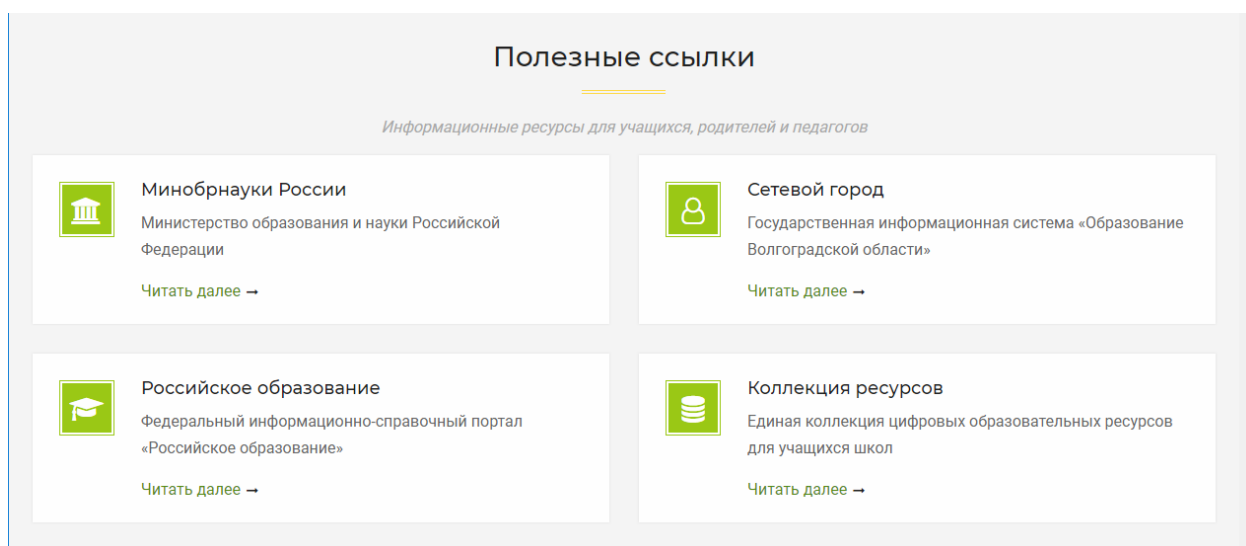 Полезные ссылки
Информационные ресурсы для учащихся, родителей и педагогов
Минобрнауки России
Министерство образования и науки Российской
Федерации
Читать далее →
Сетевой город
Государственная информационная система «Образование
Волгоградской области»
Читать далее →
Российское образование
Федеральный информационно-справочный портал
«Российское образование»
Читать далее →
Коллекция ресурсов
Единая коллекция цифровых образовательных ресурсов
для учащихся школ
Читать далее →